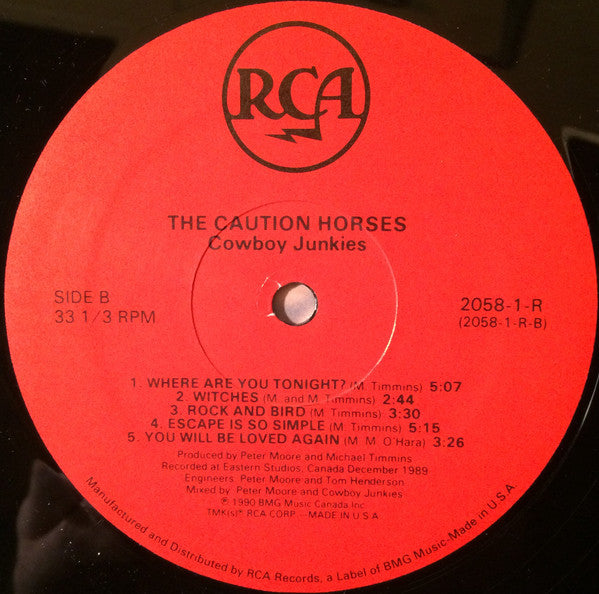 RCA
THE CAUTION HORSES
Cowboy Junkies
SIDE B
33 1/3 RPM
2058-1-R
(2058-1-R-B)
1. WHERE ARE YOU TONIGHT? (M. Timmins) 5:07
2. WITCHES (M. and M. Timmins) 2:44
3. ROCK AND BIRD (M. Timmins) 3:30
4. ESCAPE IS SO SIMPLE (M. Timmins) 5:15
5. YOU WILL BE LOVED AGAIN (M. M. O'Hara) 3:26
Produced by Peter Moore and Michael Timmins
Recorded at Eastern Studios, Canada December 1989
Engineers: Peter Moore and Tom Henderson
Mixed by: Peter Moore and Cowboy Junkies
℗ 1990 BMG Music Canada Inc.
TMK(s)® RCA CORP.—MADE IN U.S.A.
Manufactured and Distributed by RCA Records, a Label of BMG Music-Made in U.S.A.